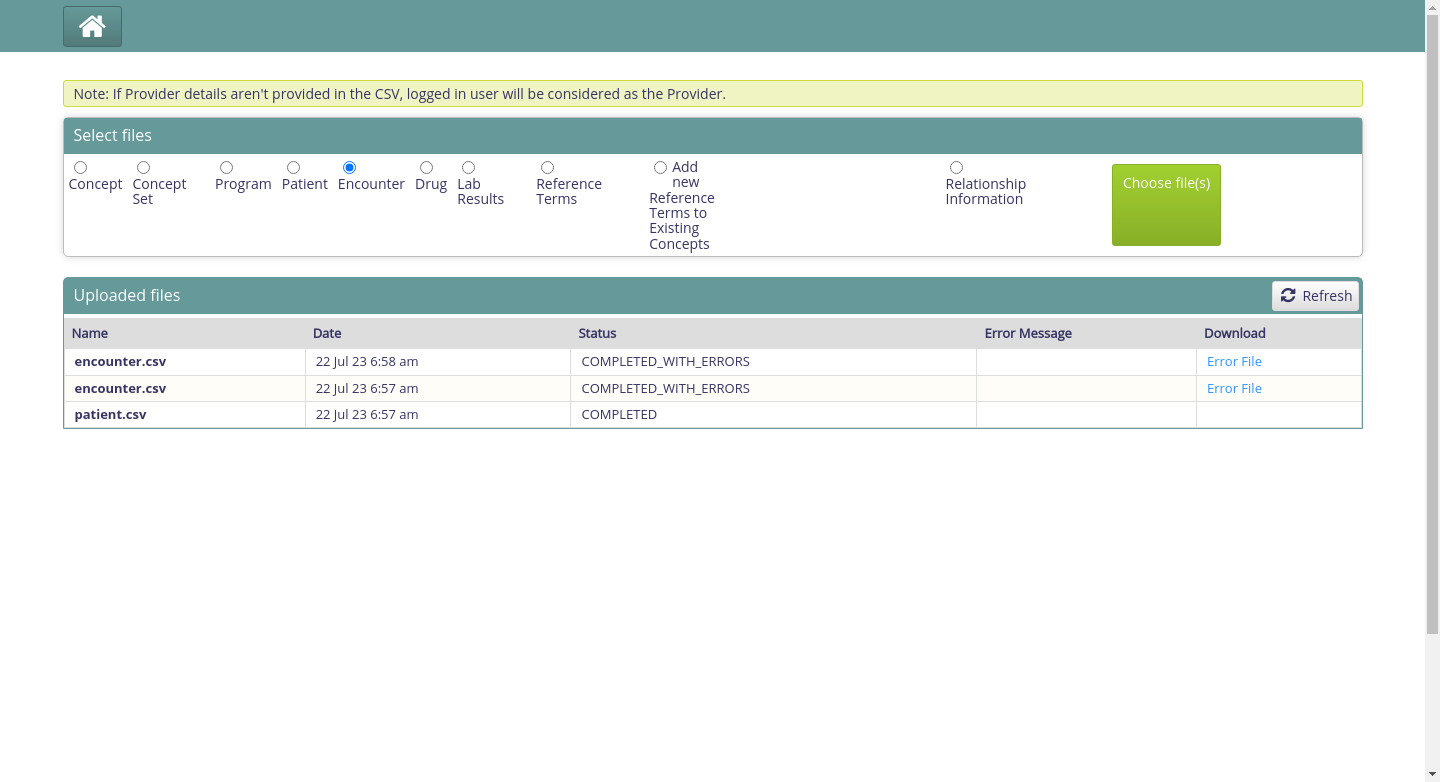 Note: If Provider details aren't provided in the CSV, logged in user will be considered as the Provider.
Select files
Concept
Concept Set
Program
Patient
Encounter
Drug
Lab Results
Reference Terms
Add new Reference Terms to Existing Concepts
Relationship Information
Choose file(s)
Uploaded files
Refresh
Name Date Status Error Message Download
encounter.csv 22 Jul 23 6:58 am COMPLETED_WITH_ERRORS Error File
encounter.csv 22 Jul 23 6:57 am COMPLETED_WITH_ERRORS Error File
patient.csv 22 Jul 23 6:57 am COMPLETED